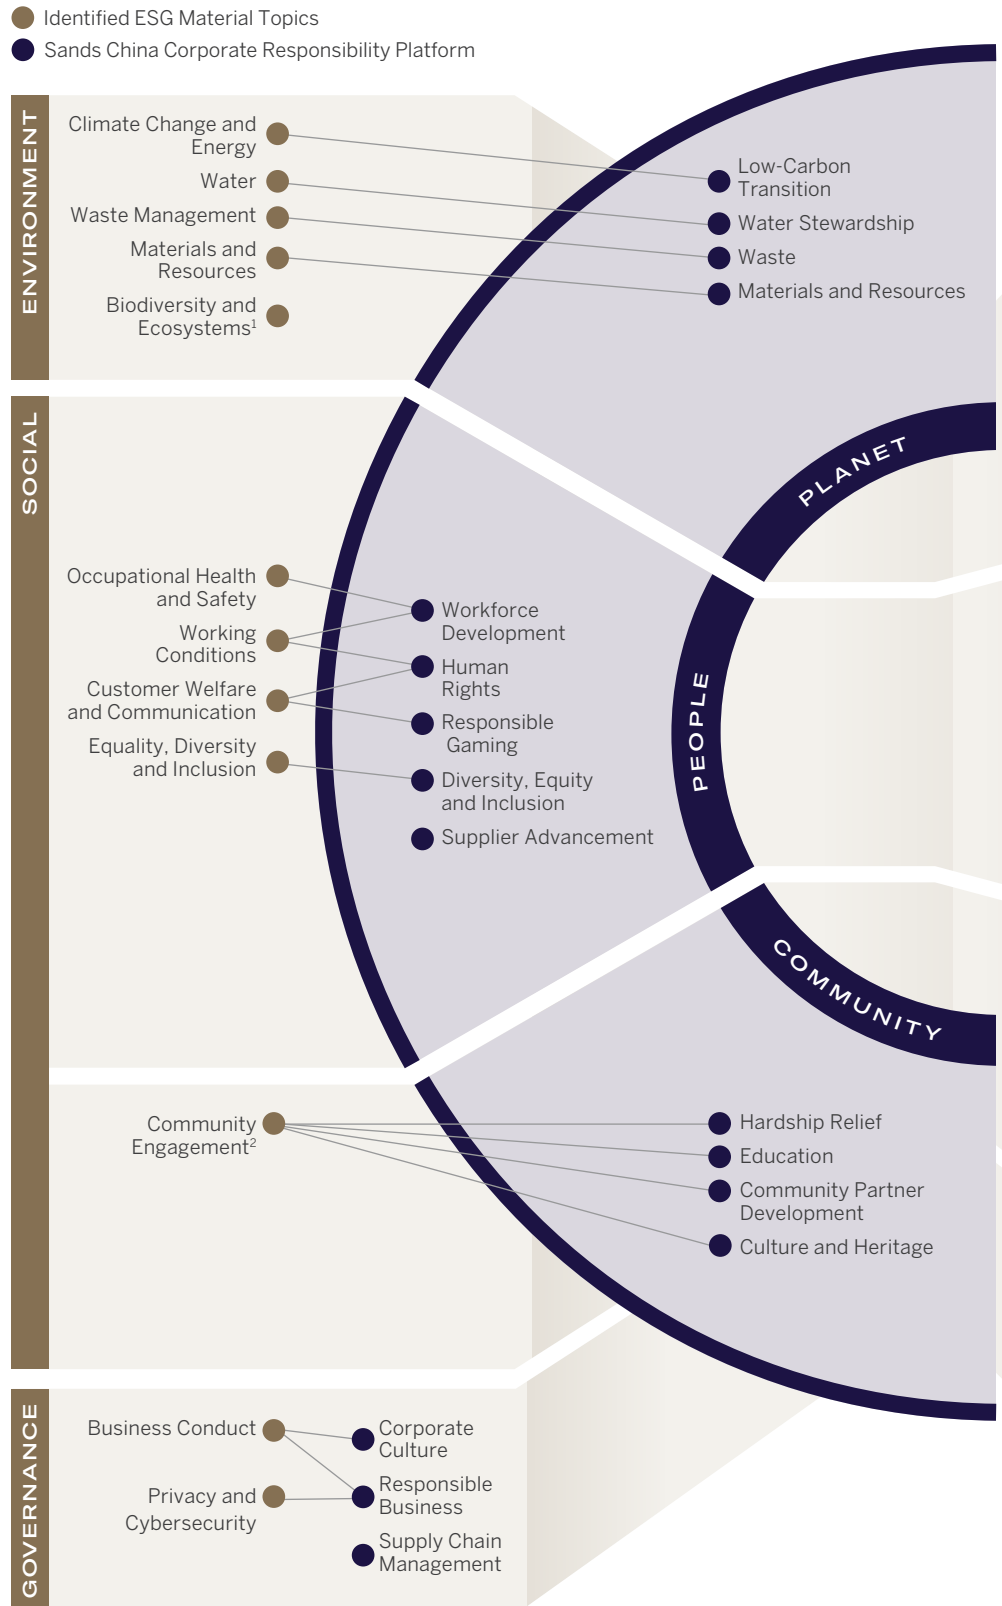 Identified ESG Material Topics
Sands China Corporate Responsibility Platform
ENVIRONMENT
Climate Change and
Energy
Water
Waste Management
Materials and
Resources
Biodiversity and
Ecosystems¹
Low-Carbon
Transition
Water Stewardship
Waste
Materials and Resources
PLANET
SOCIAL
Occupational Health
and Safety
Working
Conditions
Customer Welfare
and Communication
Equality, Diversity
and Inclusion
Workforce
Development
Human
Rights
Responsible
Gaming
Diversity, Equity
and Inclusion
Supplier Advancement
PEOPLE
COMMUNITY
Community
Engagement²
Hardship Relief
Education
Community Partner
Development
Culture and Heritage
GOVERNANCE
Business Conduct
Privacy and
Cybersecurity
Corporate
Culture
Responsible
Business
Supply Chain
Management